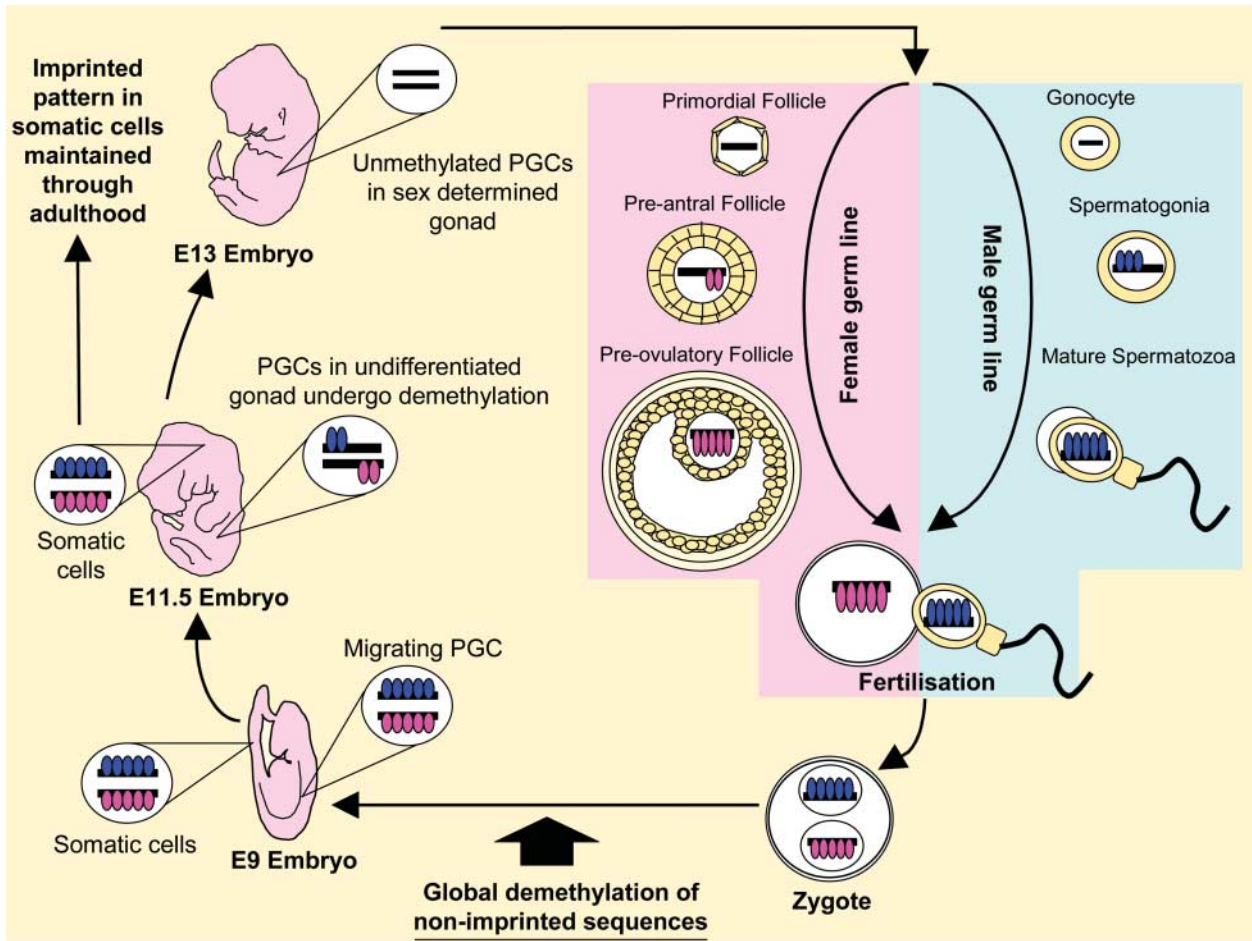 Imprinted
pattern in
somatic cells
maintained
through
adulthood
Unmethylated PGCs
in sex determined
gonad
E13 Embryo
PGCs in undifferentiated
gonad undergo demethylation
Somatic
cells
E11.5 Embryo
Migrating PGC
Somatic cells
E9 Embryo
Global demethylation of
non-imprinted sequences
Primordial Follicle
Pre-antral Follicle
Pre-ovulatory Follicle
Female germ line
Male germ line
Gonocyte
Spermatogonia
Mature Spermatozoa
Fertilisation
Zygote